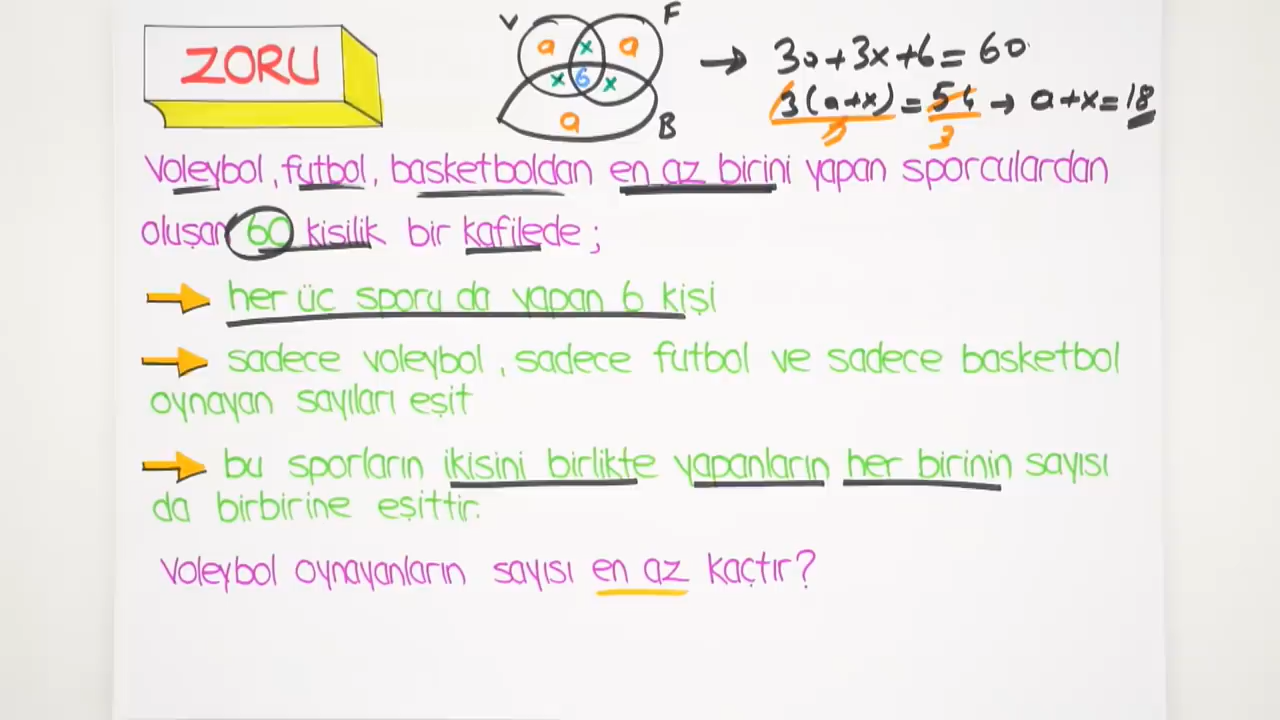 ZORU
V
F
a x a
x 6 x
a
B
→ 30+3x+6=60
3(a+x)=54 → a+x=18
3 3
Voleybol, futbol, basketboldan en az birini yapan sporculardan
oluşan 60 kişilik bir kafilede;
→ her üç sporu da yapan 6 kişi
→ sadece voleybol, sadece futbol ve sadece basketbol
oynayan sayıları eşit
→ bu sporların ikisini birlikte yapanların her birinin sayısı
da birbirine eşittir.
Voleybol oynayanların sayısı en az kaçtır?